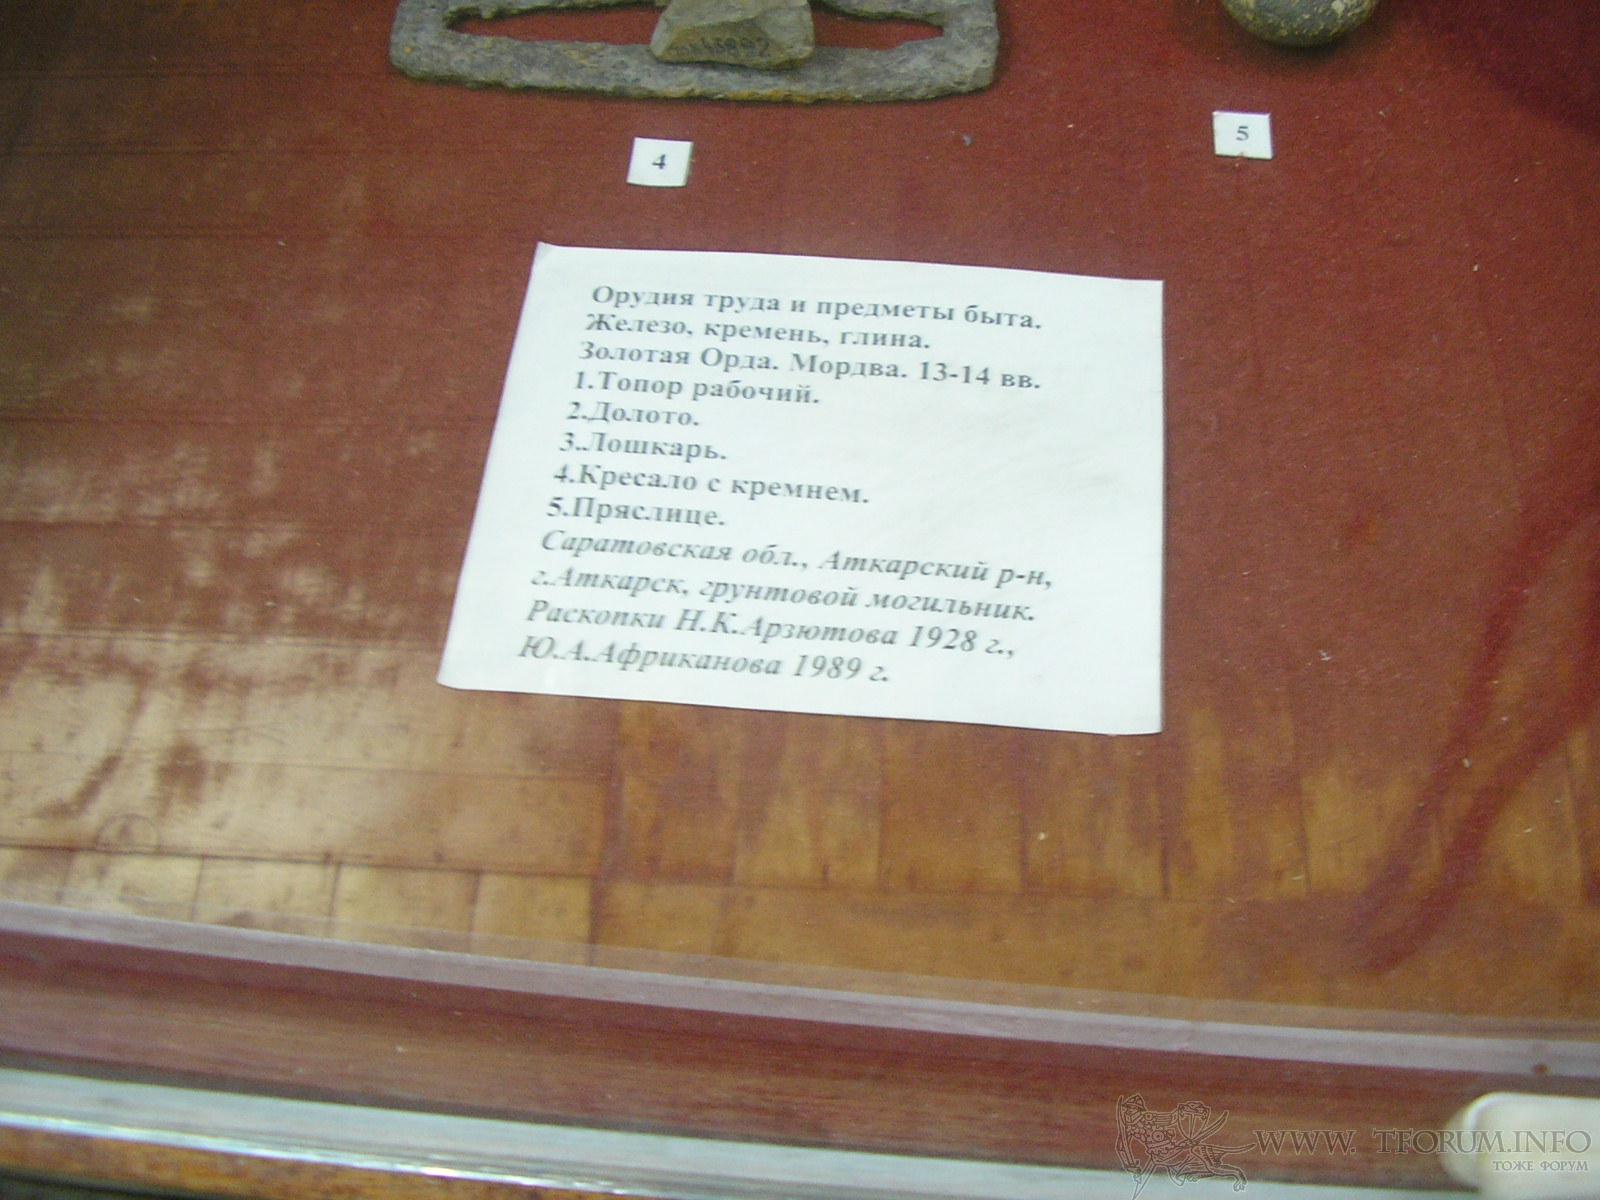 4
5
Орудия труда и предметы быта.
Железо, кремень, глина.
Золотая Орда. Мордва. 13-14 вв.
1.Топор рабочий.
2.Долото.
3.Лошкарь.
4.Кресало с кремнем.
5.Пряслице.
Саратовская обл., Аткарский р-н,
г.Аткарск, грунтовой могильник.
Раскопки Н.К.Арзютова 1928 г.,
Ю.А.Африканова 1989 г.
WWW. TFORUM.INFO
ТОЖЕ ФОРУМ